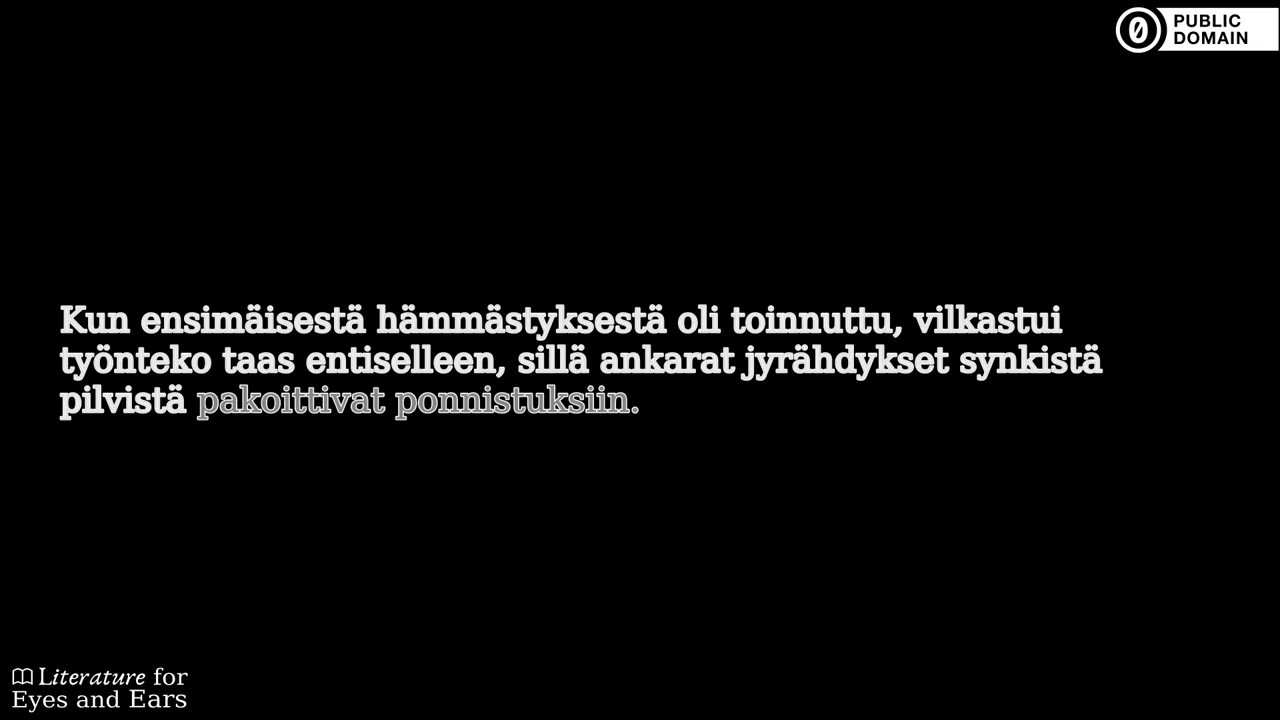 PUBLIC
DOMAIN
Kun ensimäisestä hämmästyksestä oli toinnuttu, vilkastui
työnteko taas entiselleen, sillä ankarat jyrähdykset synkistä
pilvistä pakoittivat ponnistuksiin.
Literature for
Eyes and Ears